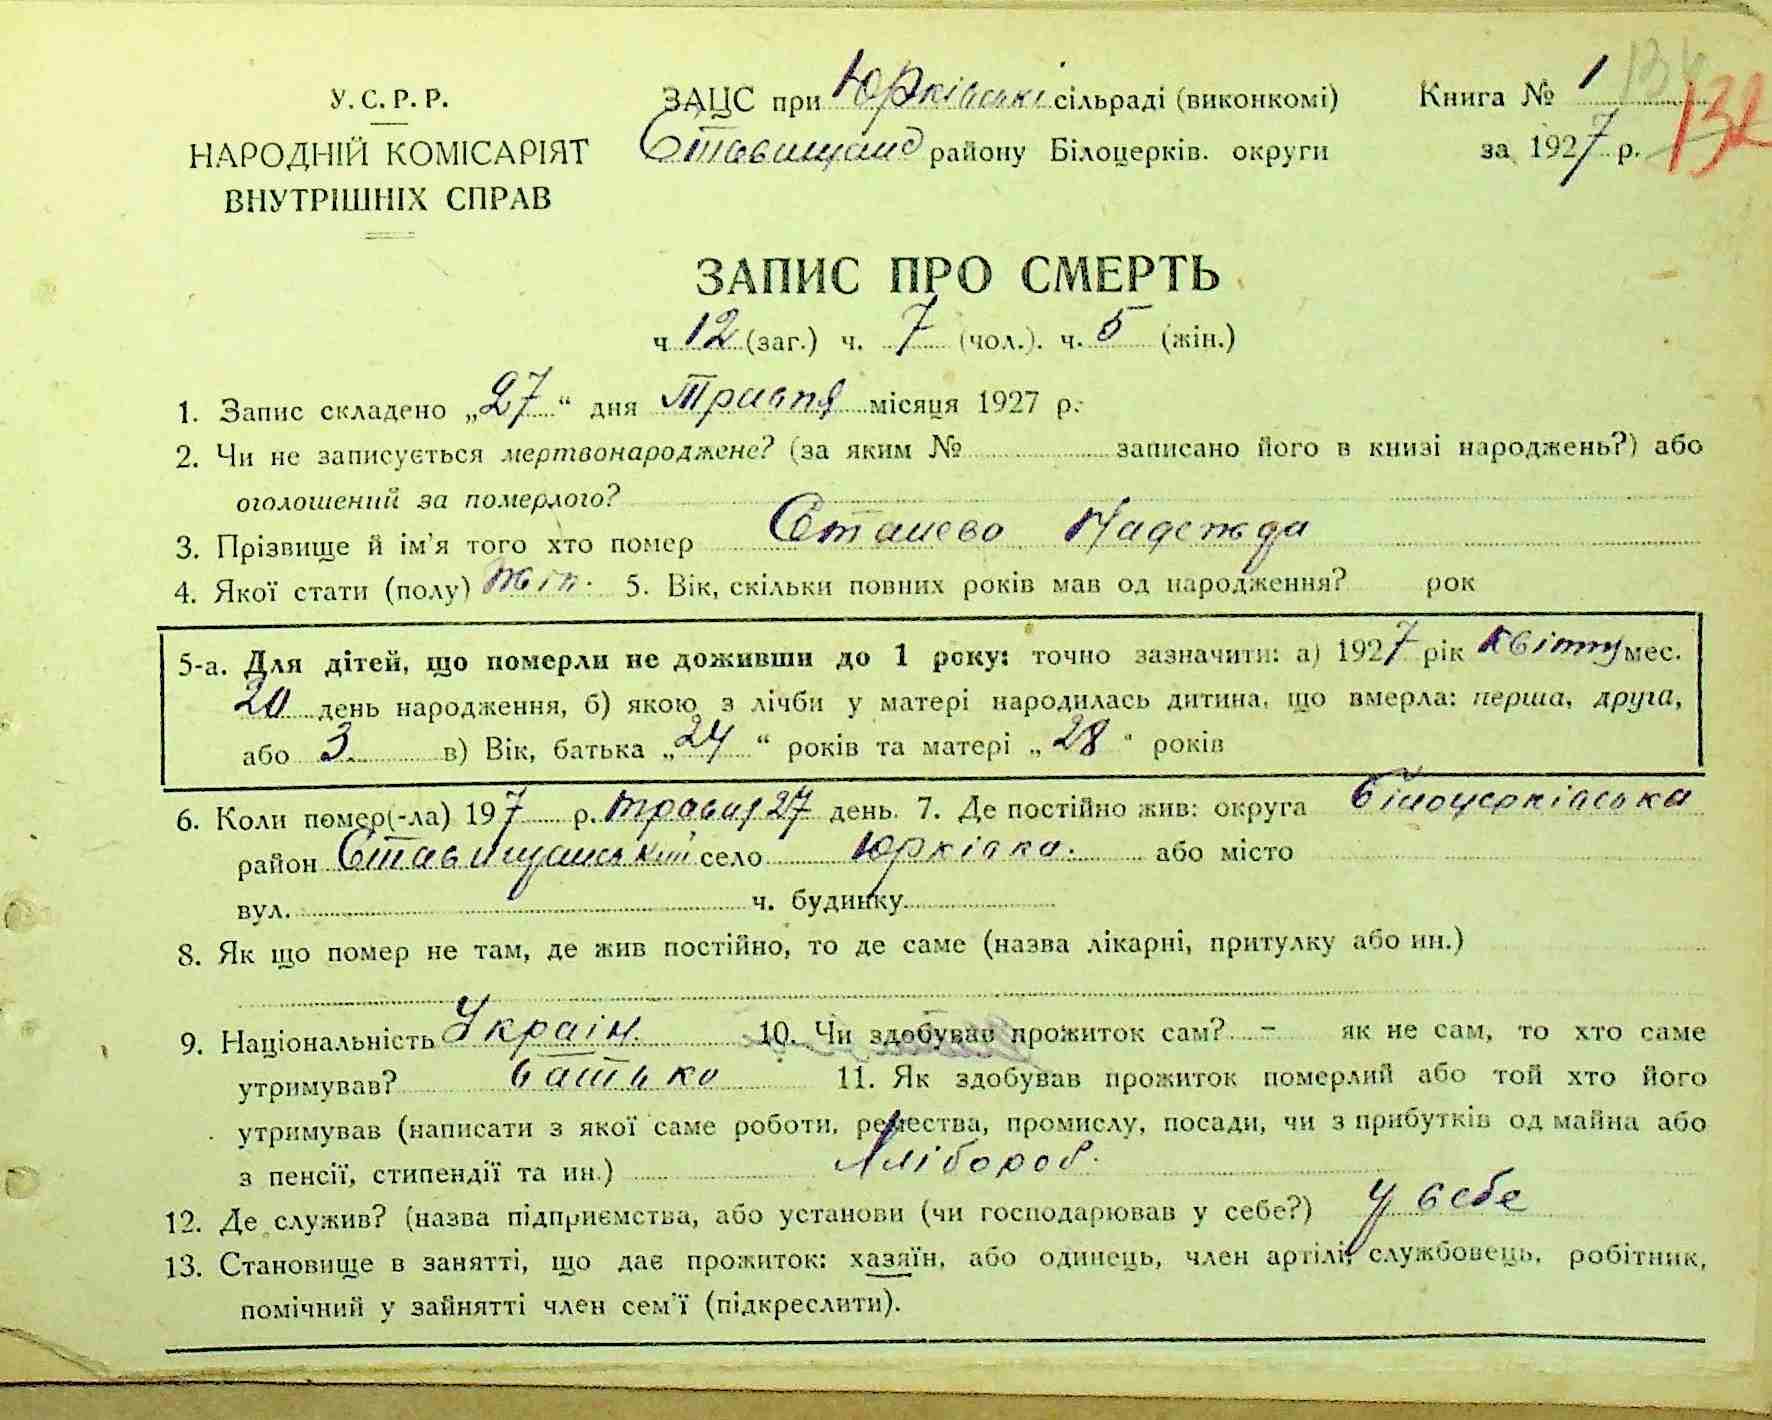 У.С.Р.Р.
НАРОДНІЙ КОМІСАРІЯТ
ВНУТРІШНІХ СПРАВ
ЗАЦС при Юрківські сільраді (виконкомі)
Ставищанс району Білоцерків. округи
Книга № 1
132
за 1927 р.
ЗАПИС ПРО СМЕРТЬ
ч 12 (заг.) ч. 7 (чол.). ч. 5 (жін.)
1. Запис складено „27“ дня Травня місяця 1927 р.
2. Чи не записується мертвонароджене? (за яким № записано його в книзі народжень?) або
оголошений за померлого?
3. Прізвище й ім’я того хто помер Надежда
4. Якої стати (полу) жін. 5. Вік, скільки повних років мав од народження? рок
5-а. Для дітей, що померли не доживши до 1 року: точно зазначити: а) 1927 рік мес.
20 день народження, б) якою з лічби у матері народилась дитина, що вмерла: перша, друга,
або 3 в) Вік, батька „24“ років та матері „28“ років
6. Коли помер(-ла) 197 р. травня 27 день. 7. Де постійно жив: округа Білоцерківська
район Ставищанський село Юрківка. або місто
вул. ч. будинку
8. Як що помер не там, де жив постійно, то де саме (назва лікарні, притулку або ин.)
9. Національність Украін. 10. Чи здобував прожиток сам? - як не сам, то хто саме
утримував? батько 11. Як здобував прожиток померлий або той хто його
утримував (написати з якої саме роботи, ремества, промислу, посади, чи з прибутків од майна або
з пенсії, стипендії та ин.) Хлібороб.
12. Де служив? (назва підприємства, або установи (чи господарював у себе?) У себе
13. Становище в занятті, що дає прожиток: хазяїн, або одинець, член артілі, службовець, робітник,
помічний у зайнятті член сем’ї (підкреслити).